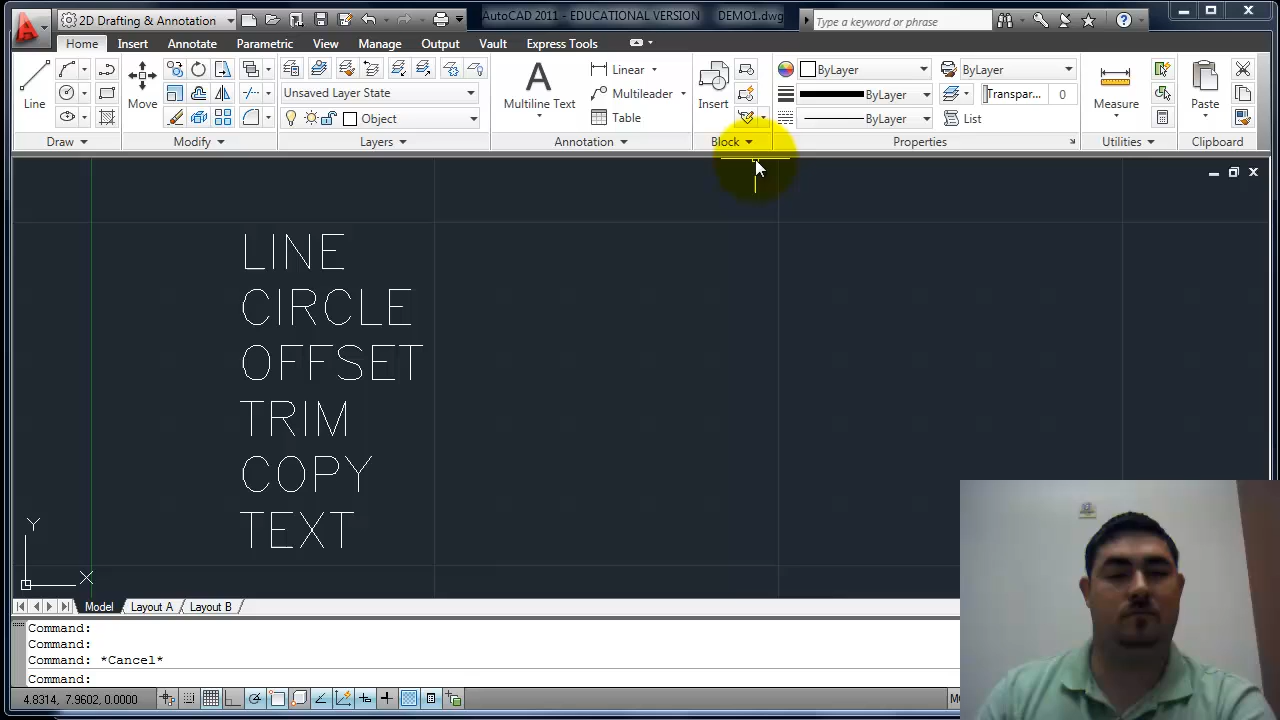 2D Drafting & Annotation
AutoCAD 2011 - EDUCATIONAL VERSION DEMO1.dwg
Type a keyword or phrase
Home Insert Annotate Parametric View Manage Output Vault Express Tools
Line
Move
Unsaved Layer State
Object
A
Multiline Text
Linear
Multileader
Table
Insert
ByLayer
ByLayer
ByLayer
ByLayer
Transpar... 0
List
Measure
Paste
Draw Modify Layers Annotation Block Properties Utilities Clipboard
LINE
CIRCLE
OFFSET
TRIM
COPY
TEXT
Y
X
Model Layout A Layout B
Command:
Command:
Command: *Cancel*
Command:
4.8314, 7.9602, 0.0000